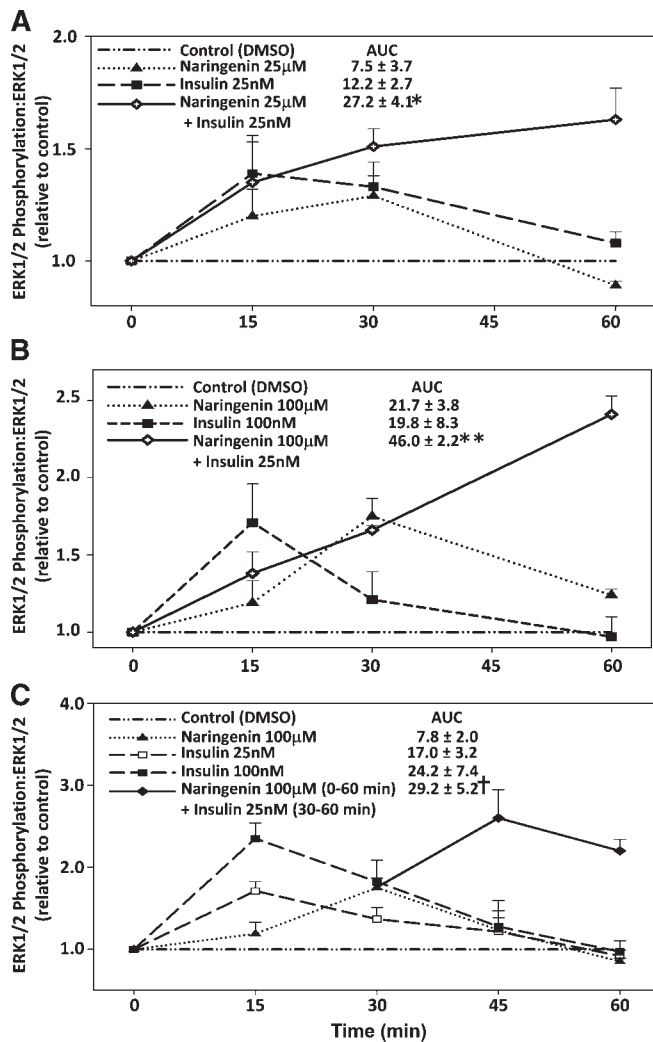 A
ERK1/2 Phosphorylation:ERK1/2
(relative to control)
2.0
1.5
1.0
Control (DMSO) AUC
Naringenin 25µM 7.5 ± 3.7
Insulin 25nM 12.2 ± 2.7
Naringenin 25µM 27.2 ± 4.1*
+ Insulin 25nM
0 15 30 45 60
B
ERK1/2 Phosphorylation:ERK1/2
(relative to control)
2.5
2.0
1.5
1.0
Control (DMSO) AUC
Naringenin 100µM 21.7 ± 3.8
Insulin 100nM 19.8 ± 8.3
Naringenin 100µM 46.0 ± 2.2**
+ Insulin 25nM
0 15 30 45 60
C
ERK1/2 Phosphorylation:ERK1/2
(relative to control)
4.0
3.0
2.0
1.0
Control (DMSO) AUC
Naringenin 100µM 7.8 ± 2.0
Insulin 25nM 17.0 ± 3.2
Insulin 100nM 24.2 ± 7.4
Naringenin 100µM (0-60 min) 29.2 ± 5.2†
+ Insulin 25nM (30-60 min)
0 15 30 45 60
Time (min)